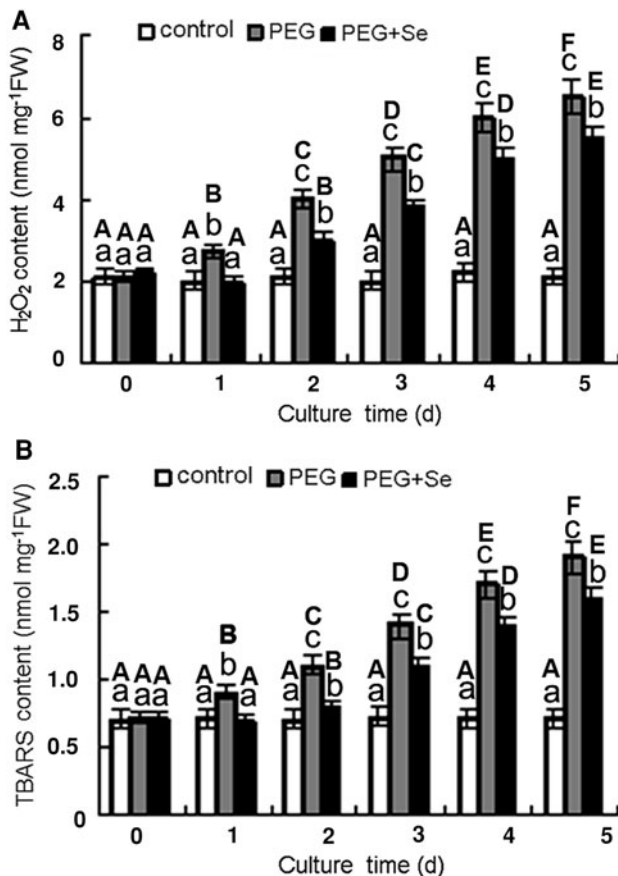 A
control PEG PEG+Se
H₂O₂ content (nmol mg⁻¹FW)
8
6
4
2
0
A A A A B A A C B A D C A E D A F E
a a a a b a a c b a c b a c b a c b
0 1 2 3 4 5
Culture time (d)
B
control PEG PEG+Se
TBARS content (nmol mg⁻¹FW)
2.5
2.0
1.5
1.0
0.5
0.0
A A A A B A A C B A D C A E D A F E
a a a a b a a c b a c b a c b a c b
0 1 2 3 4 5
Culture time (d)